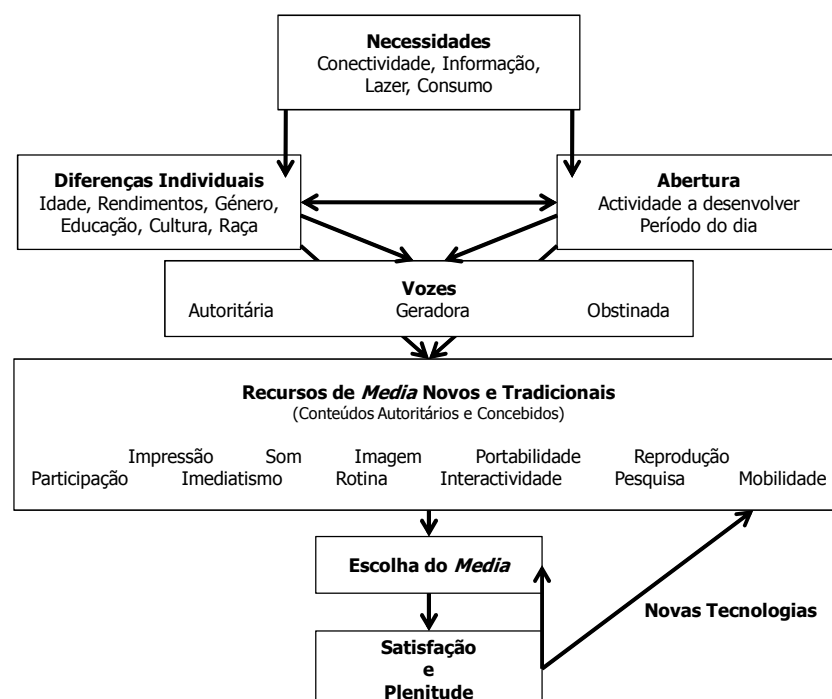 Necessidades
Conectividade, Informação,
Lazer, Consumo
Diferenças Individuais
Idade, Rendimentos, Género,
Educação, Cultura, Raça
Abertura
Actividade a desenvolver
Período do dia
Vozes
Autoritária Geradora Obstinada
Recursos de Media Novos e Tradicionais
(Conteúdos Autoritários e Concebidos)
Impressão Som Imagem Portabilidade Reprodução
Participação Imediatismo Rotina Interactividade Pesquisa Mobilidade
Escolha do Media
Novas Tecnologias
Satisfação
e
Plenitude